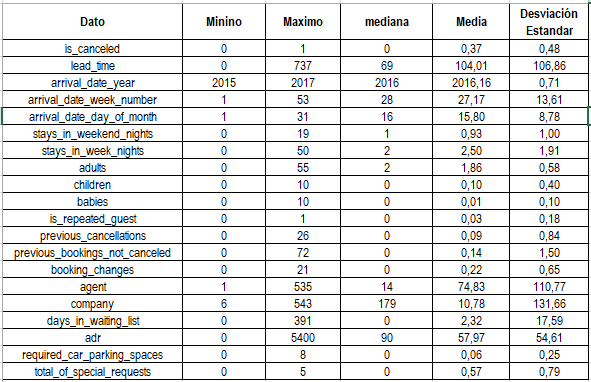 Dato Minino Maximo mediana Media Desviación Estandar
is_canceled 0 1 0 0,37 0,48
lead_time 0 737 69 104,01 106,86
arrival_date_year 2015 2017 2016 2016,16 0,71
arrival_date_week_number 1 53 28 27,17 13,61
arrival_date_day_of_month 1 31 16 15,80 8,78
stays_in_weekend_nights 0 19 1 0,93 1,00
stays_in_week_nights 0 50 2 2,50 1,91
adults 0 55 2 1,86 0,58
children 0 10 0 0,10 0,40
babies 0 10 0 0,01 0,10
is_repeated_guest 0 1 0 0,03 0,18
previous_cancellations 0 26 0 0,09 0,84
previous_bookings_not_canceled 0 72 0 0,14 1,50
booking_changes 0 21 0 0,22 0,65
agent 1 535 14 74,83 110,77
company 6 543 179 10,78 131,66
days_in_waiting_list 0 391 0 2,32 17,59
adr 0 5400 90 57,97 54,61
required_car_parking_spaces 0 8 0 0,06 0,25
total_of_special_requests 0 5 0 0,57 0,79